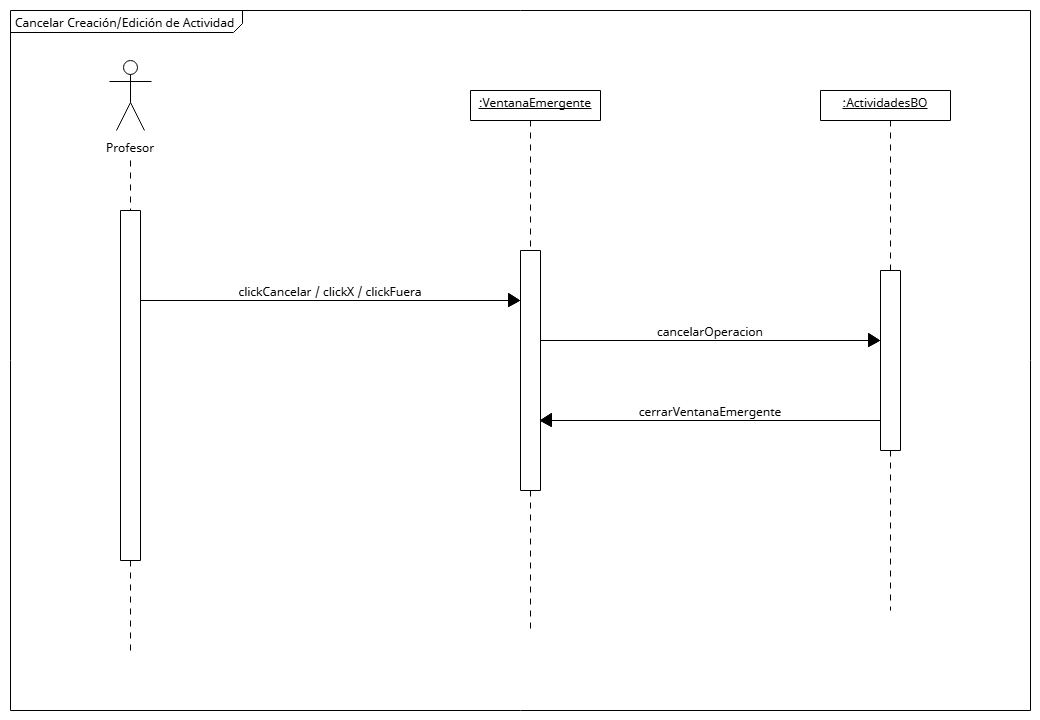 Cancelar Creación/Edición de Actividad
Profesor
:VentanaEmergente
:ActividadesBO
clickCancelar / clickX / clickFuera
cancelarOperacion
cerrarVentanaEmergente